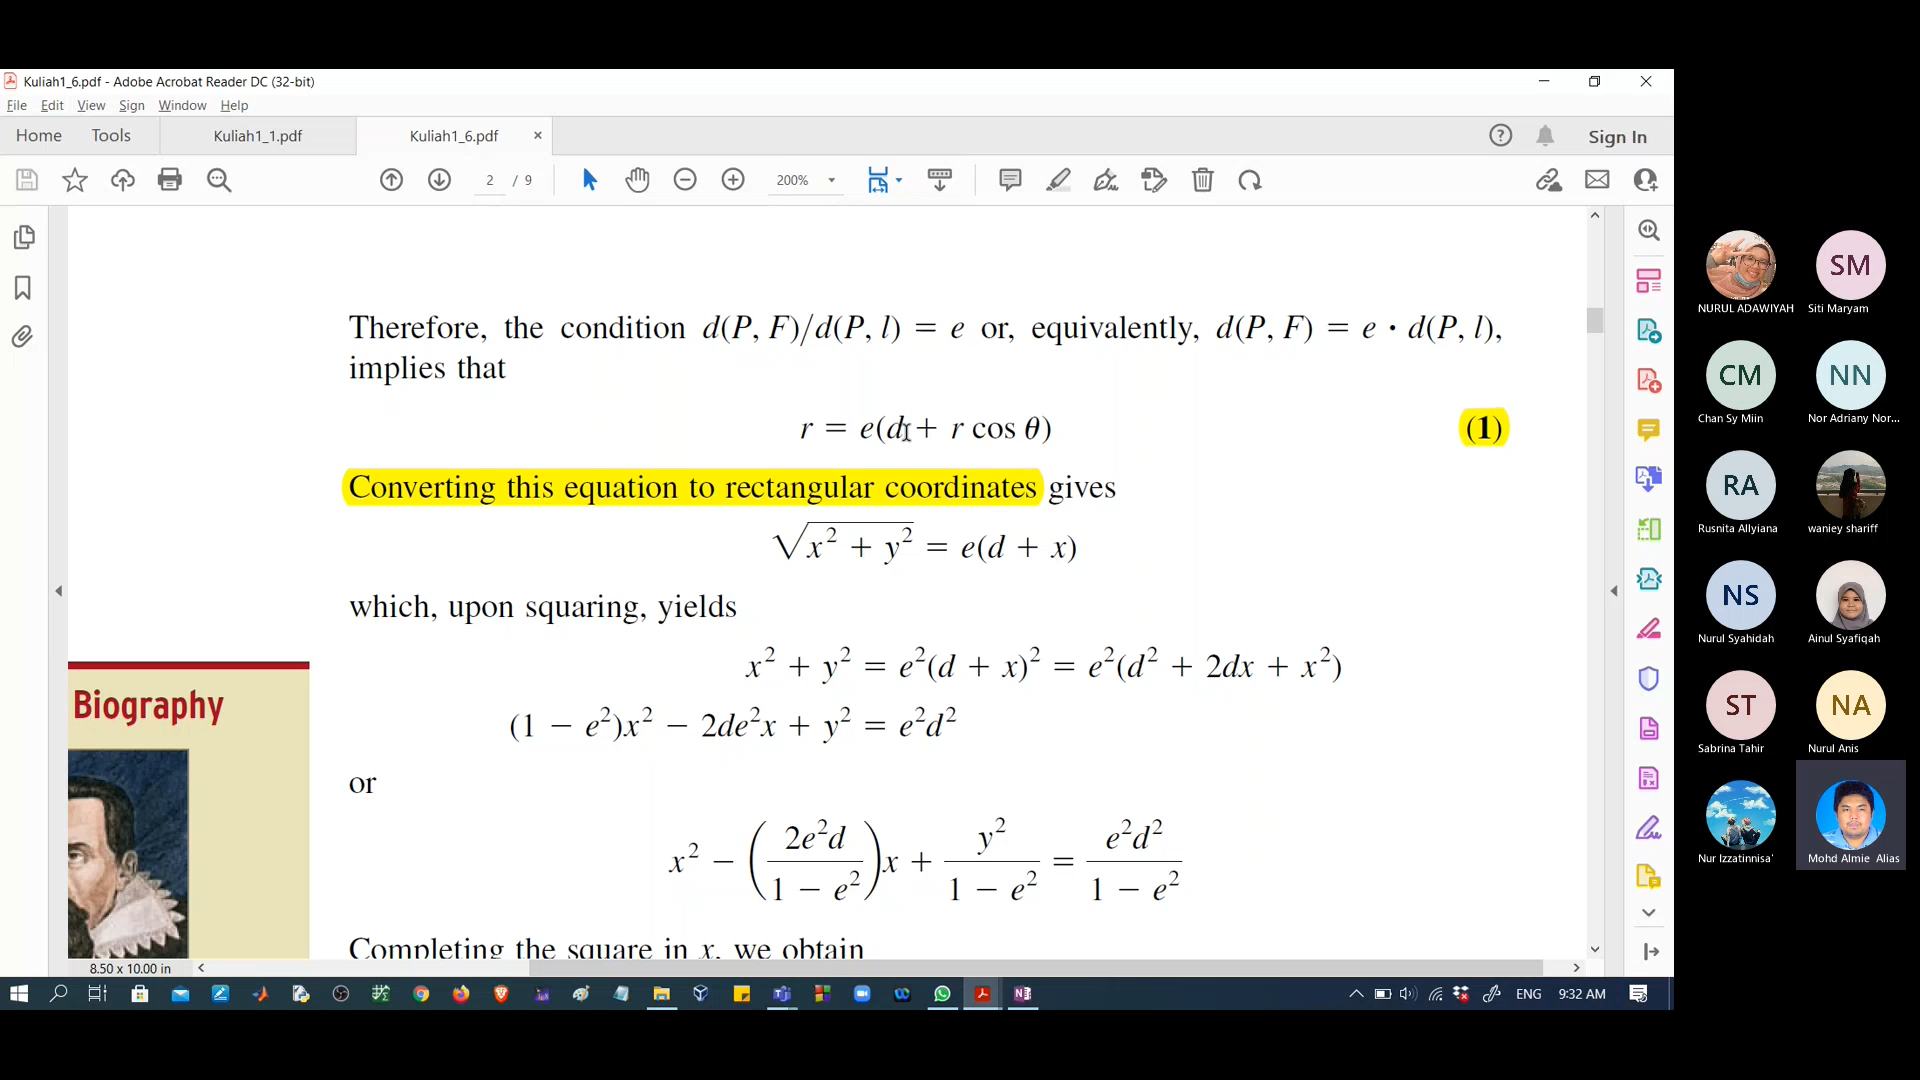 Kuliah1_6.pdf - Adobe Acrobat Reader DC (32-bit)
File Edit View Sign Window Help
Home Tools Kuliah1_1.pdf Kuliah1_6.pdf × Sign In
2 / 9 200%
Therefore, the condition d(P, F)/d(P, l) = e or, equivalently, d(P, F) = e · d(P, l),
implies that
r = e(d + r cos θ) (1)
Converting this equation to rectangular coordinates gives
√(x² + y²) = e(d + x)
which, upon squaring, yields
x² + y² = e²(d + x)² = e²(d² + 2dx + x²)
(1 − e²)x² − 2de²x + y² = e²d²
or
x² − (2e²d / 1 − e²)x + y² / 1 − e² = e²d² / 1 − e²
Completing the square in x, we obtain
Biography
8.50 x 10.00 in
ENG 9:32 AM
NURUL ADAWIYAH
SM
Siti Maryam
CM
Chan Sy Miin
NN
Nor Adriany Nor...
RA
Rusnita Allyiana
waniey shariff
NS
Nurul Syahidah
Ainul Syafiqah
ST
Sabrina Tahir
NA
Nurul Anis
Nur Izzatinnisa'
Mohd Almie Alias